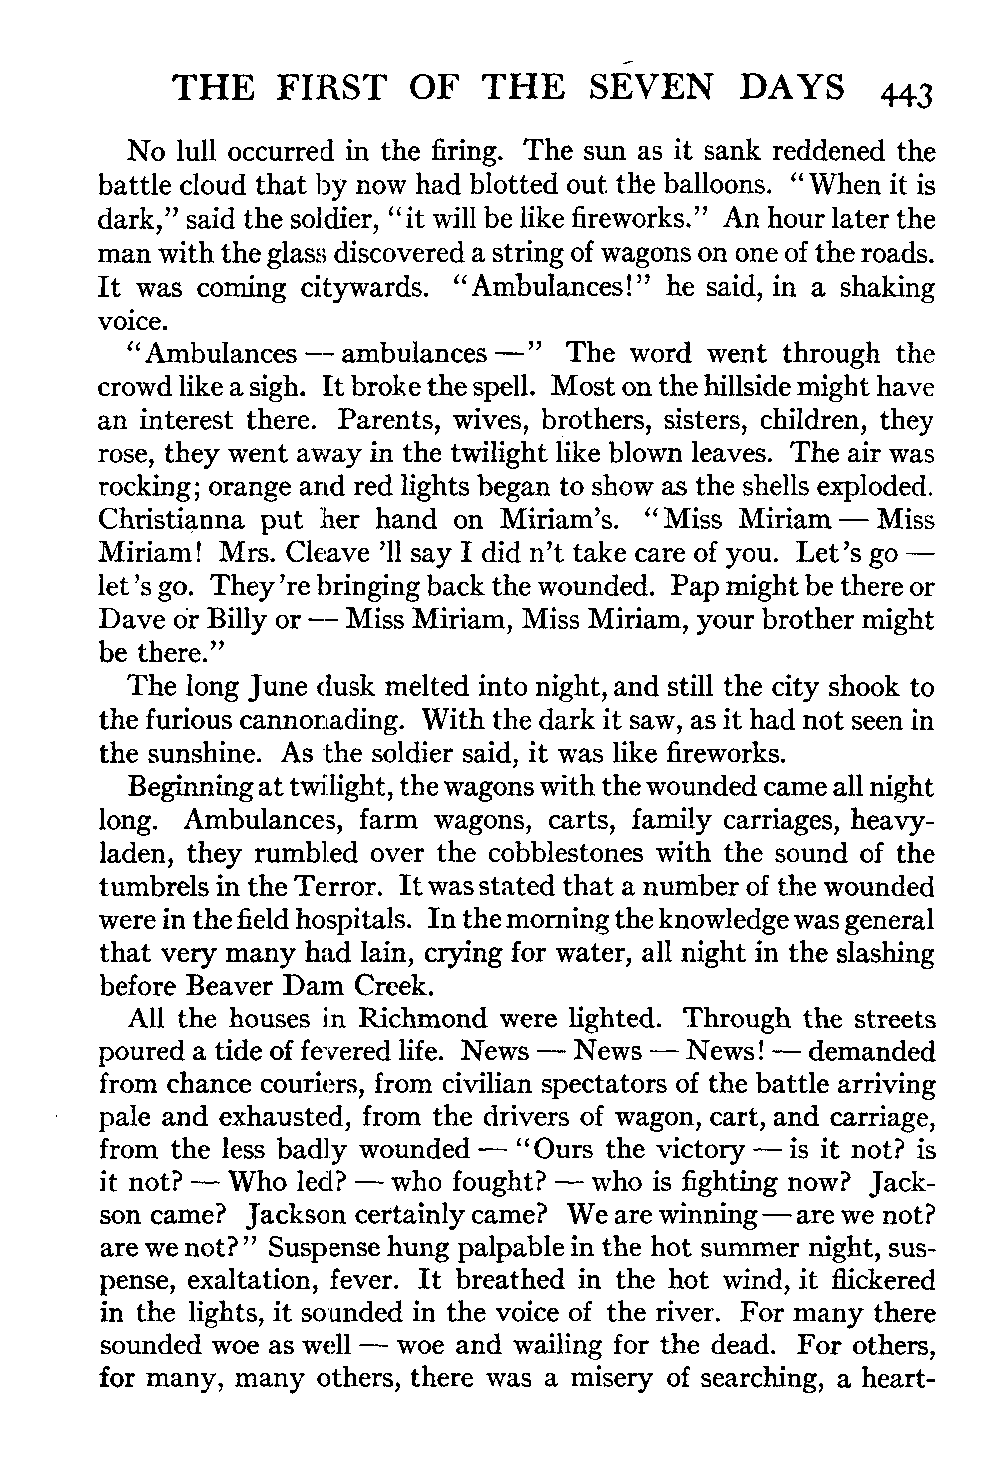 THE FIRST OF THE SEVEN DAYS 443
No lull occurred in the firing. The sun as it sank reddened the
battle cloud that by now had blotted out the balloons. “When it is
dark,” said the soldier, “it will be like fireworks.” An hour later the
man with the glass discovered a string of wagons on one of the roads.
It was coming citywards. “Ambulances!” he said, in a shaking
voice.
“Ambulances — ambulances —” The word went through the
crowd like a sigh. It broke the spell. Most on the hillside might have
an interest there. Parents, wives, brothers, sisters, children, they
rose, they went away in the twilight like blown leaves. The air was
rocking; orange and red lights began to show as the shells exploded.
Christianna put her hand on Miriam’s. “Miss Miriam — Miss
Miriam! Mrs. Cleave ’ll say I did n’t take care of you. Let ’s go —
let ’s go. They ’re bringing back the wounded. Pap might be there or
Dave or Billy or — Miss Miriam, Miss Miriam, your brother might
be there.”
The long June dusk melted into night, and still the city shook to
the furious cannonading. With the dark it saw, as it had not seen in
the sunshine. As the soldier said, it was like fireworks.
Beginning at twilight, the wagons with the wounded came all night
long. Ambulances, farm wagons, carts, family carriages, heavy-
laden, they rumbled over the cobblestones with the sound of the
tumbrels in the Terror. It was stated that a number of the wounded
were in the field hospitals. In the morning the knowledge was general
that very many had lain, crying for water, all night in the slashing
before Beaver Dam Creek.
All the houses in Richmond were lighted. Through the streets
poured a tide of fevered life. News — News — News! — demanded
from chance couriers, from civilian spectators of the battle arriving
pale and exhausted, from the drivers of wagon, cart, and carriage,
from the less badly wounded — “Ours the victory — is it not? is
it not? — Who led? — who fought? — who is fighting now? Jack-
son came? Jackson certainly came? We are winning — are we not?
are we not?” Suspense hung palpable in the hot summer night, sus-
pense, exaltation, fever. It breathed in the hot wind, it flickered
in the lights, it sounded in the voice of the river. For many there
sounded woe as well — woe and wailing for the dead. For others,
for many, many others, there was a misery of searching, a heart-